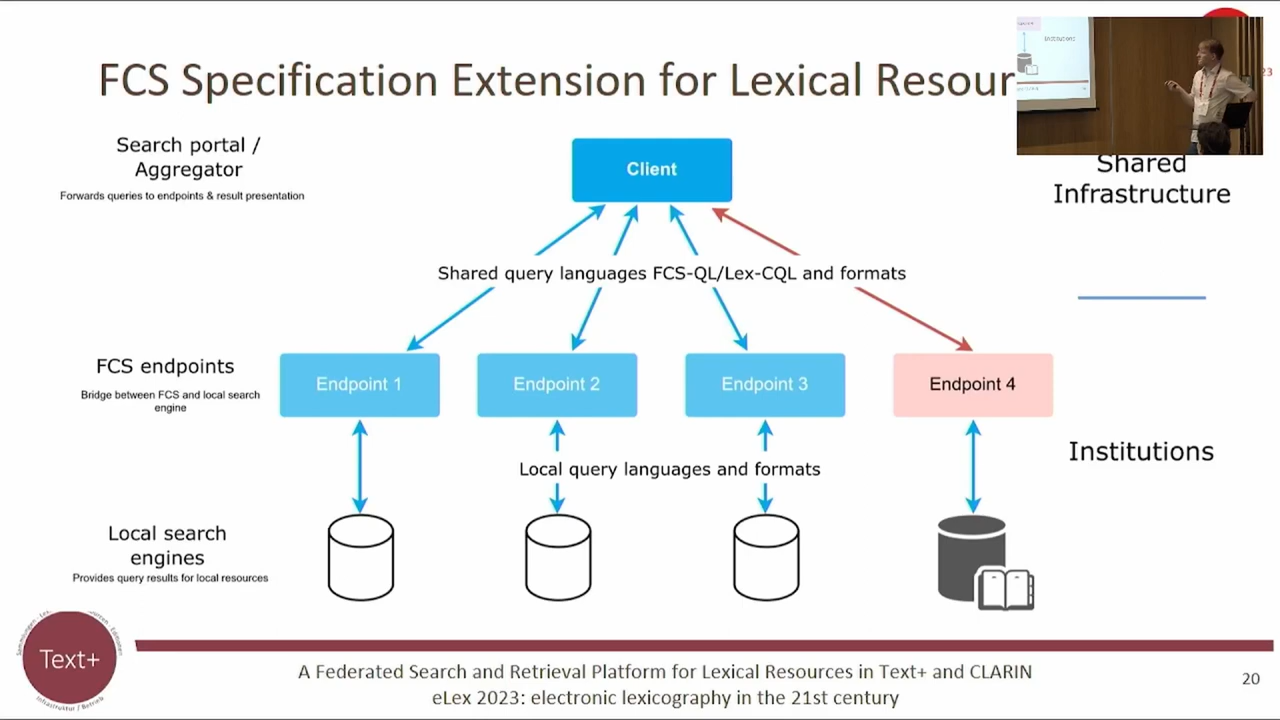 FCS Specification Extension for Lexical Resour
23
Search portal /
Aggregator
Forwards queries to endpoints & result presentation
Client
Shared
Infrastructure
Shared query languages FCS-QL/Lex-CQL and formats
FCS endpoints
Bridge between FCS and local search
engine
Endpoint 1
Endpoint 2
Endpoint 3
Endpoint 4
Institutions
Local query languages and formats
Local search
engines
Provides query results for local resources
Text+
Infrastruktur / Betrieb
A Federated Search and Retrieval Platform for Lexical Resources in Text+ and CLARIN
eLex 2023: electronic lexicography in the 21st century
20
Institutions